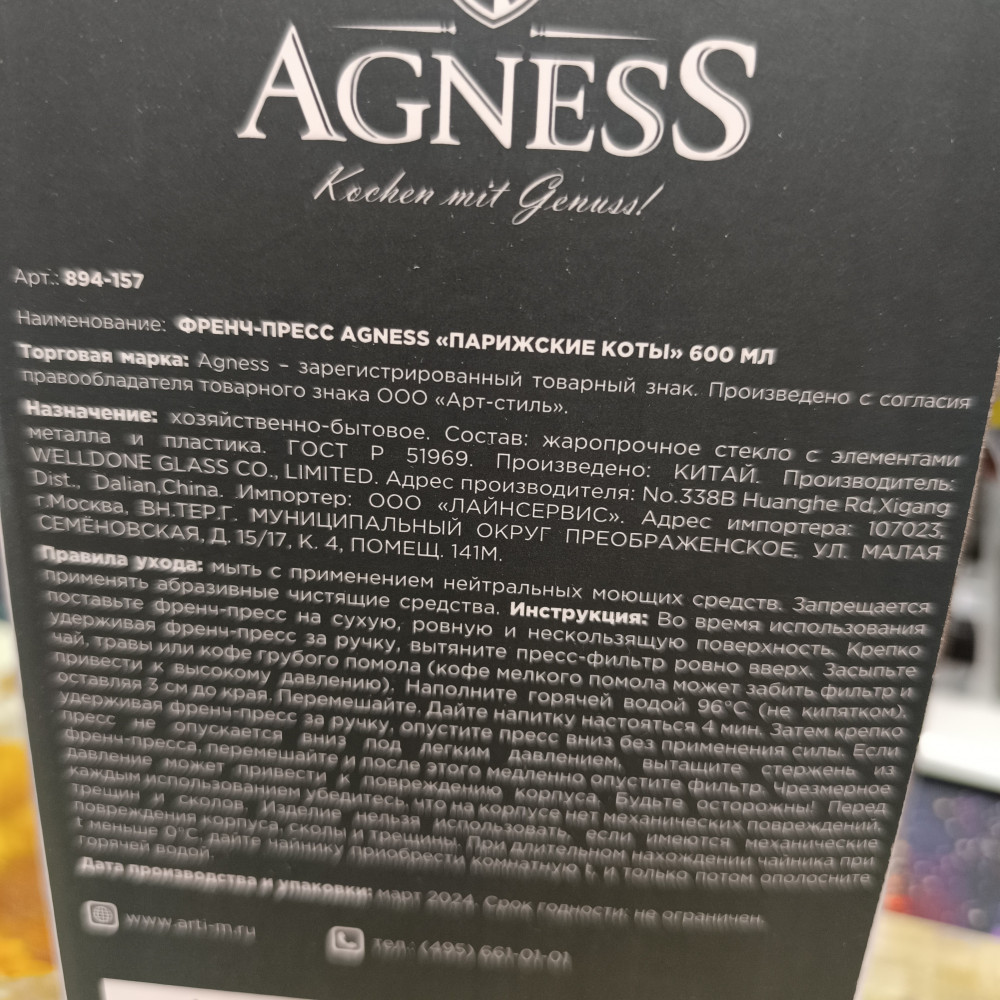 AGNESS
Kochen mit Genuss!
Арт.: 894-157
Наименование: ФРЕНЧ-ПРЕСС AGNESS «ПАРИЖСКИЕ КОТЫ» 600 МЛ
Торговая марка: Agness – зарегистрированный товарный знак. Произведено с согласия
правообладателя товарного знака ООО «Арт-стиль».
Назначение: хозяйственно-бытовое. Состав: жаропрочное стекло с элементами
металла и пластика. ГОСТ Р 51969. Произведено: КИТАЙ. Производитель:
WELLDONE GLASS CO., LIMITED. Адрес производителя: No.338B Huanghe Rd,Xigang
Dist., Dalian,China. Импортер: ООО «ЛАЙНСЕРВИС». Адрес импортера: 107023,
г.Москва, ВН.ТЕР.Г. МУНИЦИПАЛЬНЫЙ ОКРУГ ПРЕОБРАЖЕНСКОЕ, УЛ. МАЛАЯ
СЕМЁНОВСКАЯ, Д. 15/17, К. 4, ПОМЕЩ. 141М.
Правила ухода: мыть с применением нейтральных моющих средств. Запрещается
применять абразивные чистящие средства. Инструкция: Во время использования
поставьте френч-пресс на сухую, ровную и нескользящую поверхность. Крепко
удерживая френч-пресс за ручку, вытяните пресс-фильтр ровно вверх. Засыпьте
чай, травы или кофе грубого помола (кофе мелкого помола может забить фильтр и
привести к высокому давлению). Наполните горячей водой 96°С (не кипятком),
оставляя 3 см до края. Перемешайте. Дайте напитку настояться 4 мин. Затем крепко
удерживая френч-пресс за ручку, опустите пресс вниз без применения силы. Если
пресс не опускается вниз под легким давлением, вытащите стержень из
френч-пресса, перемешайте и после этого медленно опустите фильтр. Чрезмерное
давление может привести к повреждению корпуса. Будьте осторожны! Перед
каждым использованием убедитесь, что на корпусе нет механических повреждений,
трещин и сколов. Изделие нельзя использовать, если имеются механические
повреждения корпуса, сколы и трещины. При длительном нахождении чайника при
t меньше 0°С, дайте чайнику приобрести комнатную t, и только потом ополосните
горячей водой.
Дата производства и упаковки: март 2024. Срок годности: не ограничен.
www.arti-m.ru
тел.: (495) 661-01-01